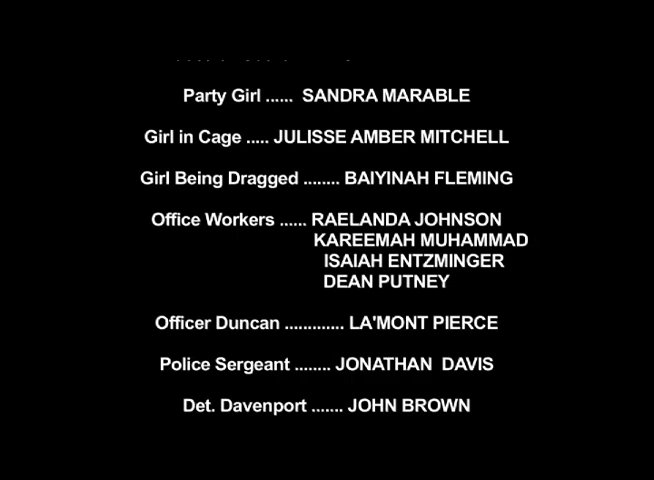 Party Girl ...... SANDRA MARABLE
Girl in Cage ..... JULISSE AMBER MITCHELL
Girl Being Dragged ........ BAIYINAH FLEMING
Office Workers ...... RAELANDA JOHNSON
KAREEMAH MUHAMMAD
ISAIAH ENTZMINGER
DEAN PUTNEY
Officer Duncan ............. LA'MONT PIERCE
Police Sergeant ........ JONATHAN DAVIS
Det. Davenport ....... JOHN BROWN